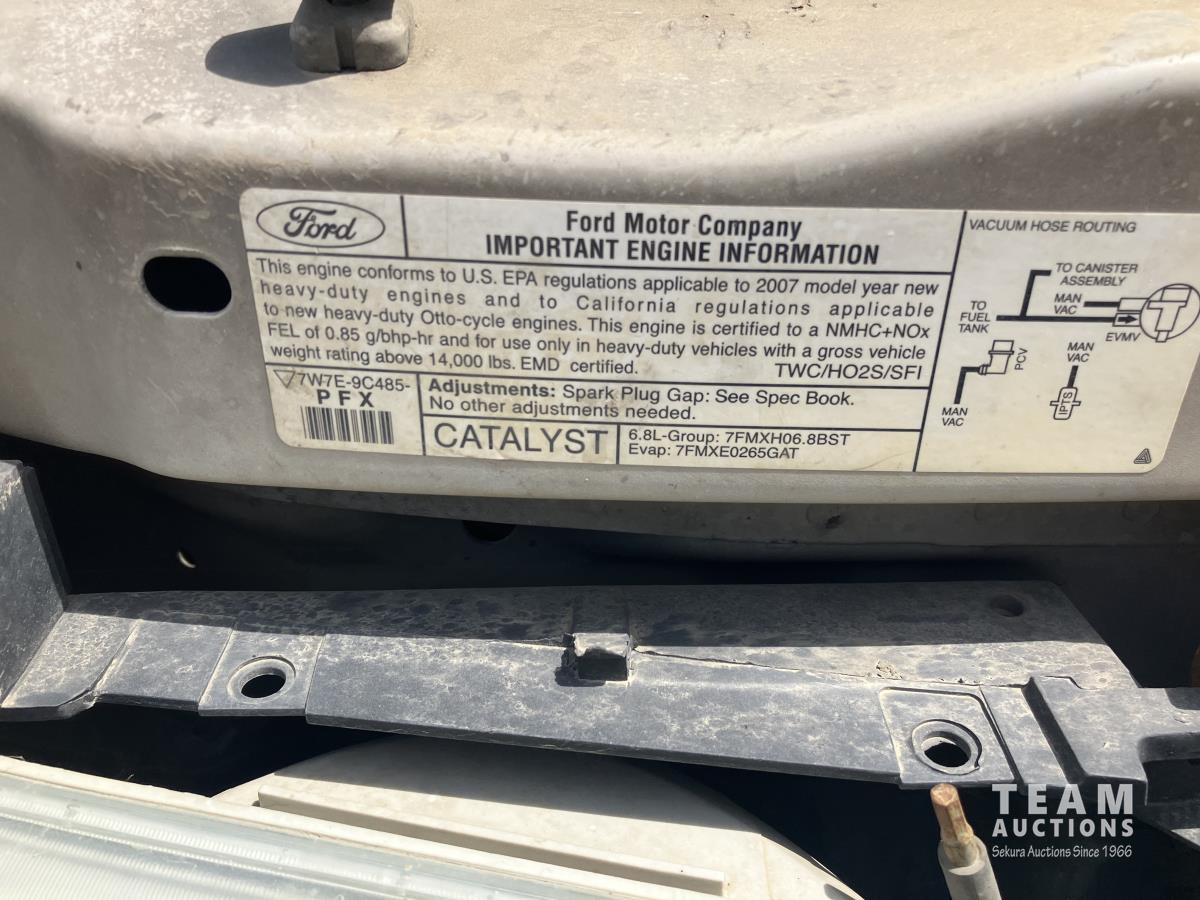 Ford
Ford Motor Company
IMPORTANT ENGINE INFORMATION
This engine conforms to U.S. EPA regulations applicable to 2007 model year new
heavy-duty engines and to California regulations applicable
to new heavy-duty Otto-cycle engines. This engine is certified to a NMHC+NOx
FEL of 0.85 g/bhp-hr and for use only in heavy-duty vehicles with a gross vehicle
weight rating above 14,000 lbs. EMD certified.
TWC/HO2S/SFI
7W7E-9C485-
PFX
Adjustments: Spark Plug Gap: See Spec Book.
No other adjustments needed.
CATALYST
6.8L-Group: 7FMXH06.8BST
Evap: 7FMXE0265GAT
VACUUM HOSE ROUTING
TO CANISTER
ASSEMBLY
MAN
VAC
TO
FUEL
TANK
EVMV
PCV
MAN
VAC
MAN
VAC
PTS
TEAM
AUCTIONS
Sekura Auctions Since 1966